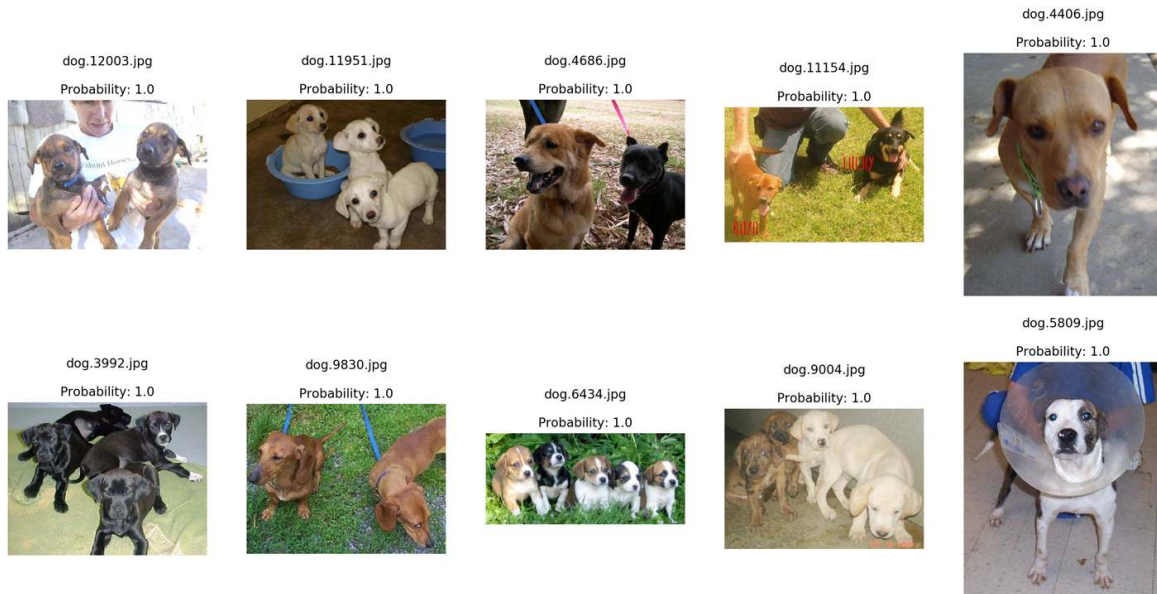 dog.4406.jpg
Probability: 1.0
dog.12003.jpg
Probability: 1.0
dog.11951.jpg
Probability: 1.0
dog.4686.jpg
Probability: 1.0
dog.11154.jpg
Probability: 1.0
LUCKY
dog.3992.jpg
Probability: 1.0
dog.9830.jpg
Probability: 1.0
dog.6434.jpg
Probability: 1.0
dog.9004.jpg
Probability: 1.0
dog.5809.jpg
Probability: 1.0